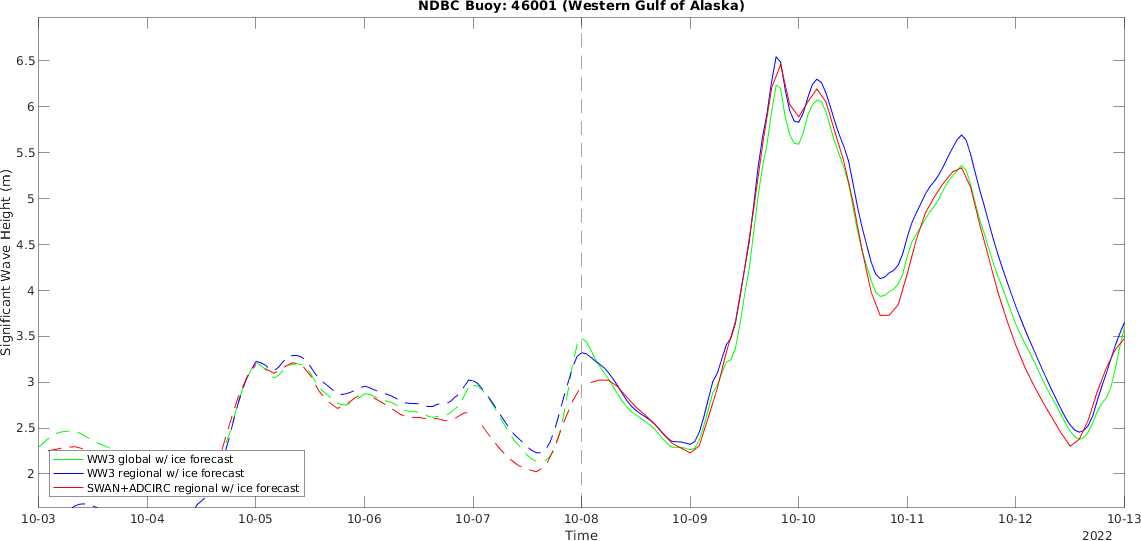 NDBC Buoy: 46001 (Western Gulf of Alaska)
Significant Wave Height (m)
6.5
6
5.5
5
4.5
4
3.5
3
2.5
2
WW3 global w/ ice forecast
WW3 regional w/ ice forecast
SWAN+ADCIRC regional w/ ice forecast
10-03 10-04 10-05 10-06 10-07 10-08 10-09 10-10 10-11 10-12 10-13
Time
2022